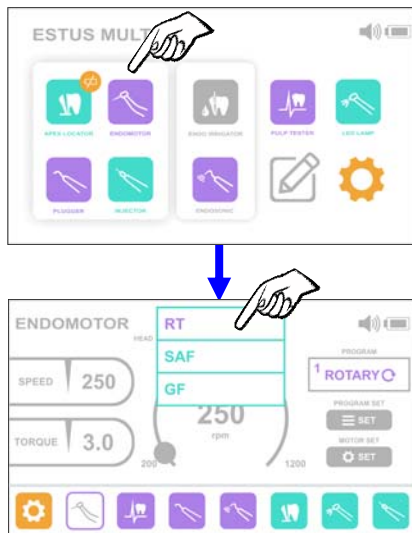 ESTUS MULT
APEX LOCATOR
ENDOMOTOR
ENDO IRRIGATOR
PULP TESTER
LED LAMP
PLUGGER
INJECTOR
ENDOSONIC
ENDOMOTOR
HEAD
RT
SAF
GF
SPEED 250
TORQUE 3.0
250
rpm
200
1200
PROGRAM
1 ROTARY
PROGRAM SET
SET
MOTOR SET
SET